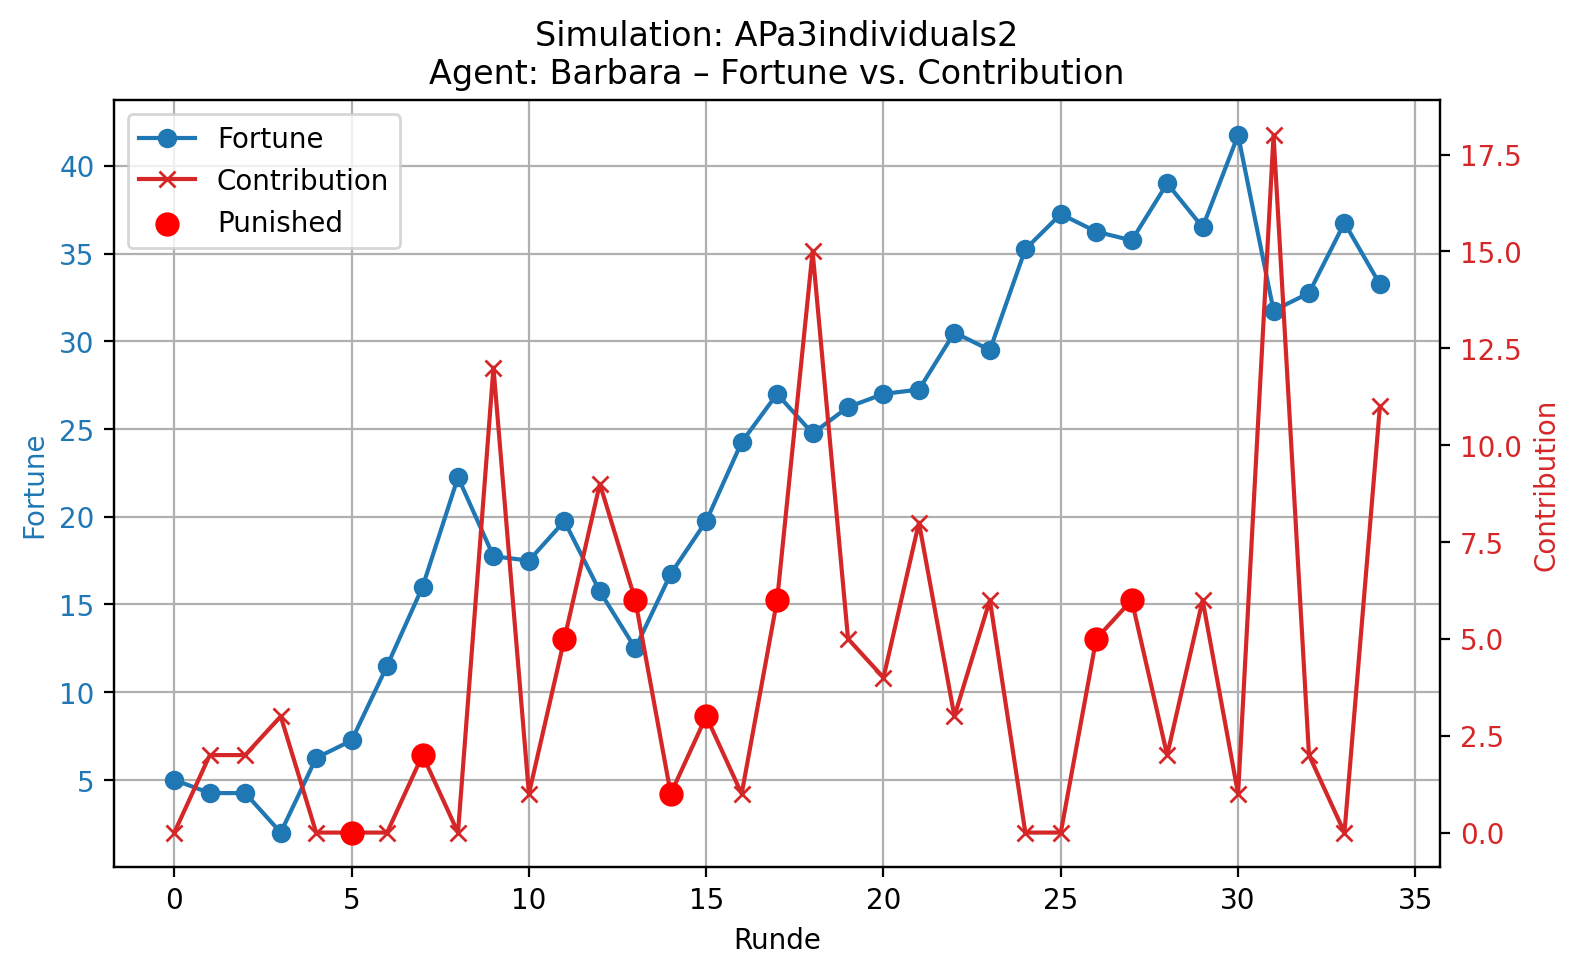 Simulation: APa3individuals2
Agent: Barbara – Fortune vs. Contribution
Fortune
Contribution
Punished
40
35
30
25
20
15
10
5
Fortune
17.5
15.0
12.5
10.0
7.5
5.0
2.5
0.0
Contribution
0 5 10 15 20 25 30 35
Runde